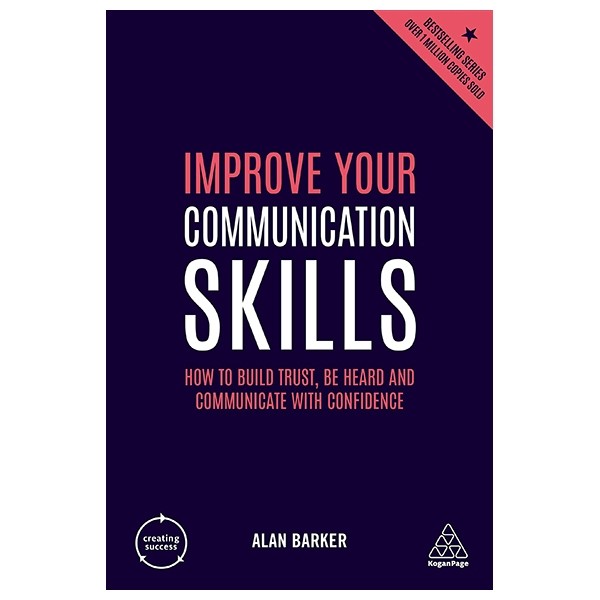 BESTSELLING SERIES
OVER 1 MILLION COPIES SOLD
IMPROVE YOUR
COMMUNICATION
SKILLS
HOW TO BUILD TRUST, BE HEARD AND
COMMUNICATE WITH CONFIDENCE
creating
success
ALAN BARKER
KoganPage